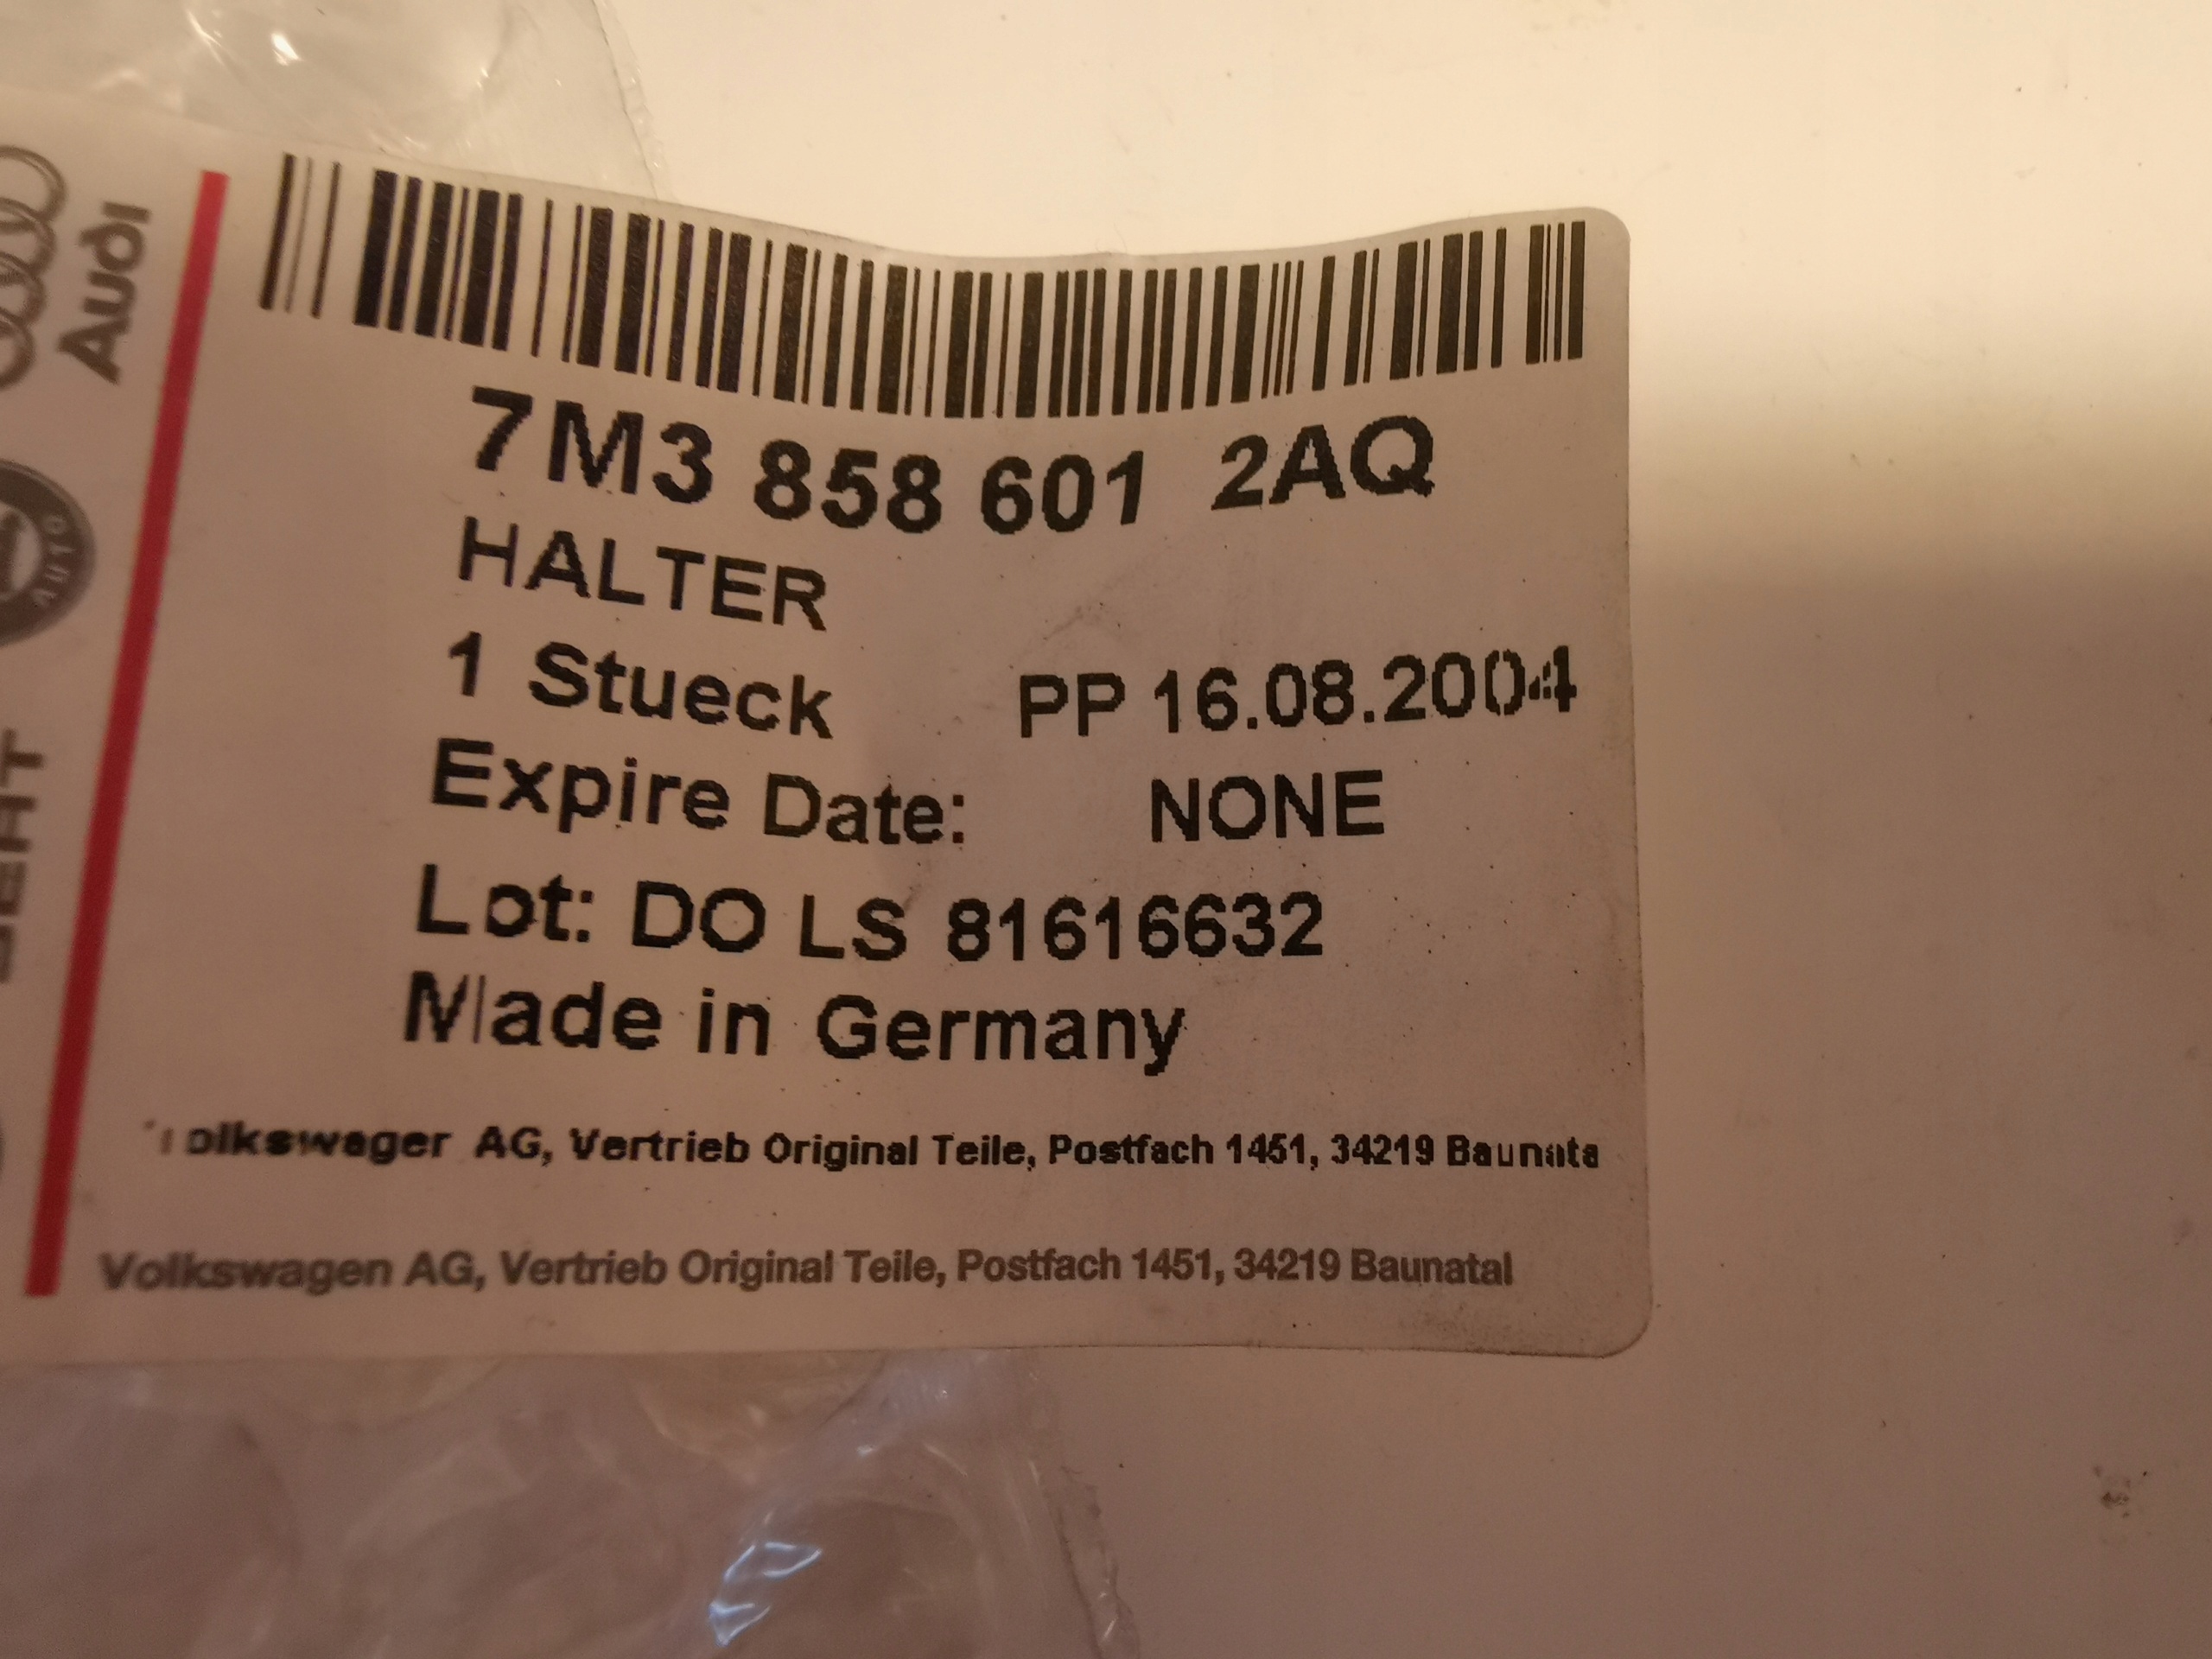 Audi
AUTO
7M3 858 601 2AQ
HALTER
1 Stueck PP 16.08.2004
Expire Date: NONE
Lot: DO LS 81616632
Made in Germany
AG, Vertrieb Original Teile, Postfach 1451, 34219
Volkswagen AG, Vertrieb Original Teile, Postfach 1451, 34219 Baunatal